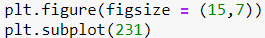 plt.figure(figsize = (15,7))
plt.subplot(231)